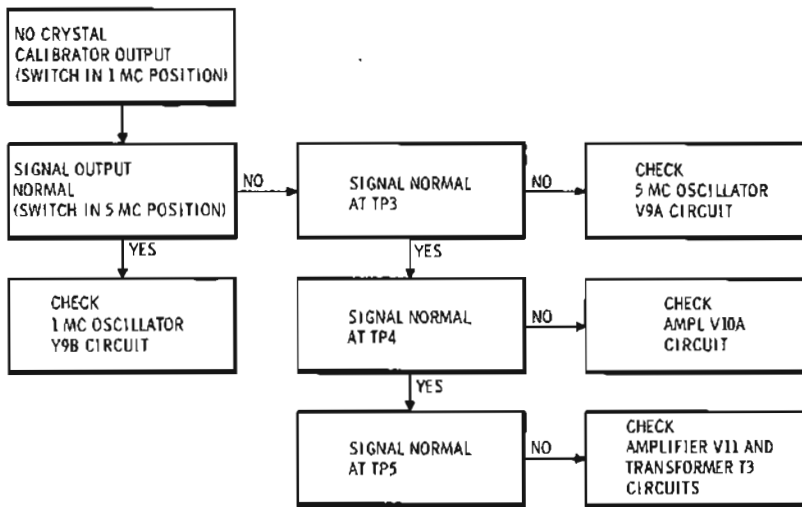 NO CRYSTAL
CALIBRATOR OUTPUT
(SWITCH IN 1 MC POSITION)
SIGNAL OUTPUT
NORMAL
(SWITCH IN 5 MC POSITION)
NO
SIGNAL NORMAL
AT TP3
NO
CHECK
5 MC OSCILLATOR
V9A CIRCUIT
YES
YES
CHECK
1 MC OSCILLATOR
Y9B CIRCUIT
SIGNAL NORMAL
AT TP4
NO
CHECK
AMPL V10A
CIRCUIT
YES
SIGNAL NORMAL
AT TP5
NO
CHECK
AMPLIFIER V11 AND
TRANSFORMER T3
CIRCUITS